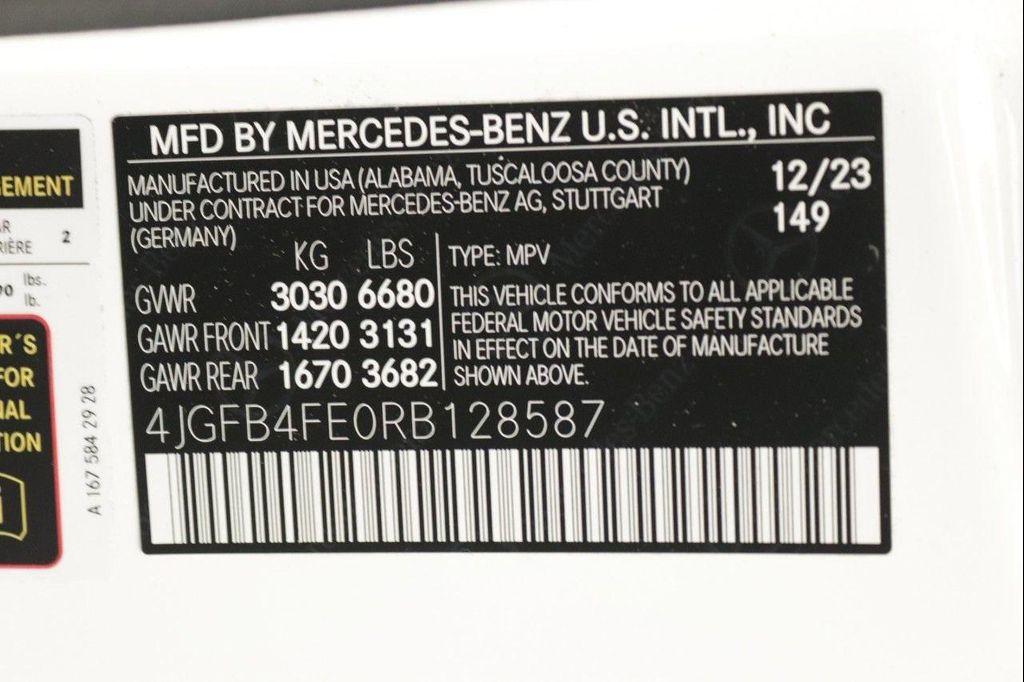 GEMENT
2
lbs.
lb.
R´S
FOR
NAL
TION
A 167 584 29 28
MFD BY MERCEDES-BENZ U.S. INTL., INC
MANUFACTURED IN USA (ALABAMA, TUSCALOOSA COUNTY) 12/23
UNDER CONTRACT FOR MERCEDES-BENZ AG, STUTTGART 149
(GERMANY)
KG LBS
GVWR 3030 6680
GAWR FRONT 1420 3131
GAWR REAR 1670 3682
TYPE: MPV
THIS VEHICLE CONFORMS TO ALL APPLICABLE
FEDERAL MOTOR VEHICLE SAFETY STANDARDS
IN EFFECT ON THE DATE OF MANUFACTURE
SHOWN ABOVE.
4JGFB4FE0RB128587